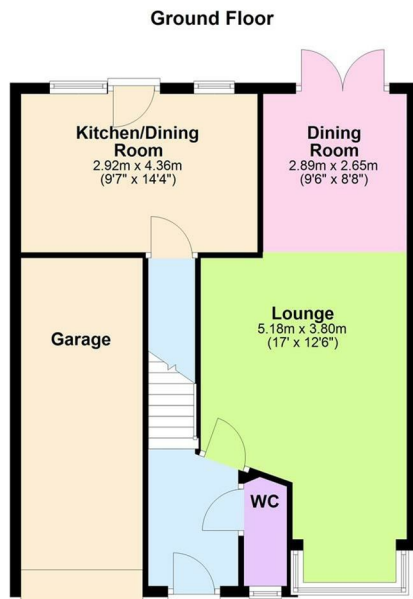 Ground Floor
Kitchen/Dining
Room
2.92m x 4.36m
(9'7" x 14'4")
Dining
Room
2.89m x 2.65m
(9'6" x 8'8")
Garage
Lounge
5.18m x 3.80m
(17' x 12'6")
WC